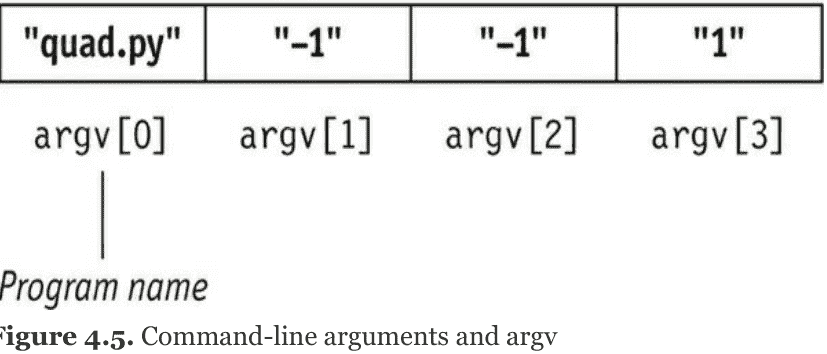 "quad.py" "–1" "–1" "1"
argv[0] argv[1] argv[2] argv[3]
Program name
Figure 4.5. Command-line arguments and argv